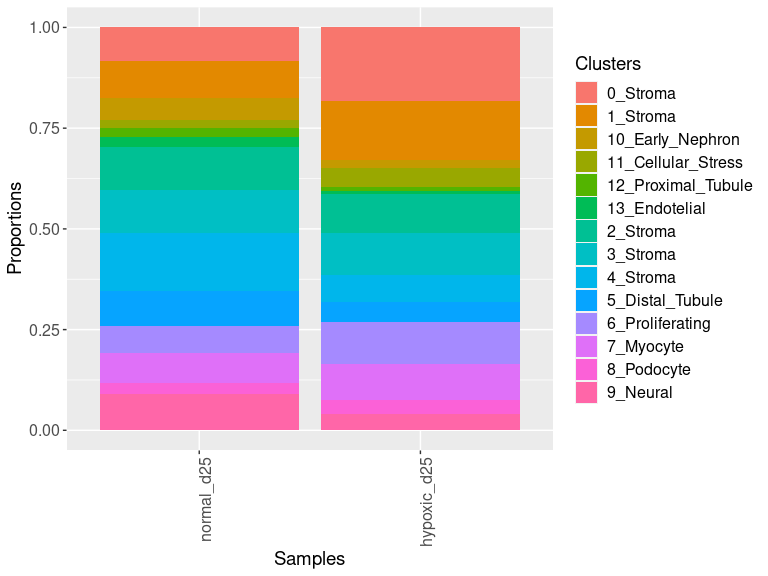 1.00
0.75
0.50
0.25
0.00
Proportions
normal_d25
hypoxic_d25
Samples
Clusters
0_Stroma
1_Stroma
10_Early_Nephron
11_Cellular_Stress
12_Proximal_Tubule
13_Endotelial
2_Stroma
3_Stroma
4_Stroma
5_Distal_Tubule
6_Proliferating
7_Myocyte
8_Podocyte
9_Neural